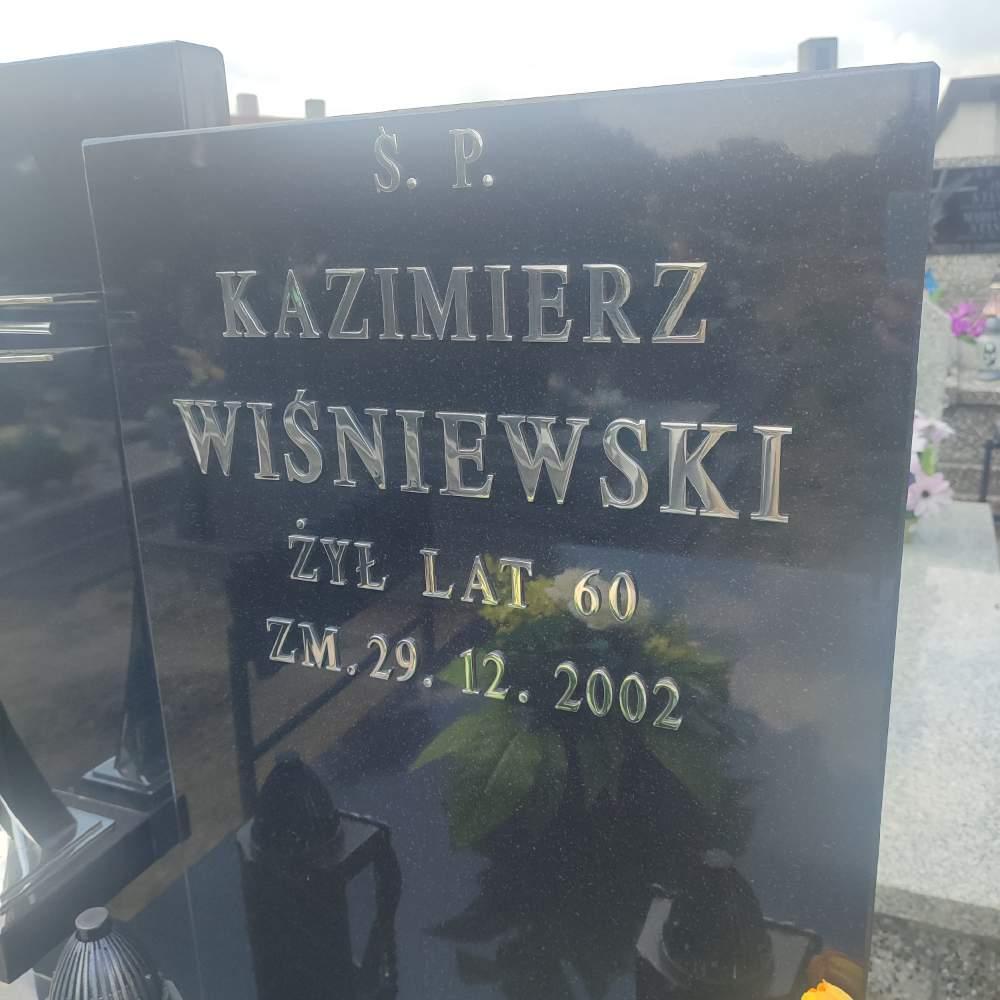 Ś. P.
KAZIMIERZ
WIŚNIEWSKI
ŻYŁ LAT 60
ZM. 29. 12. 2002